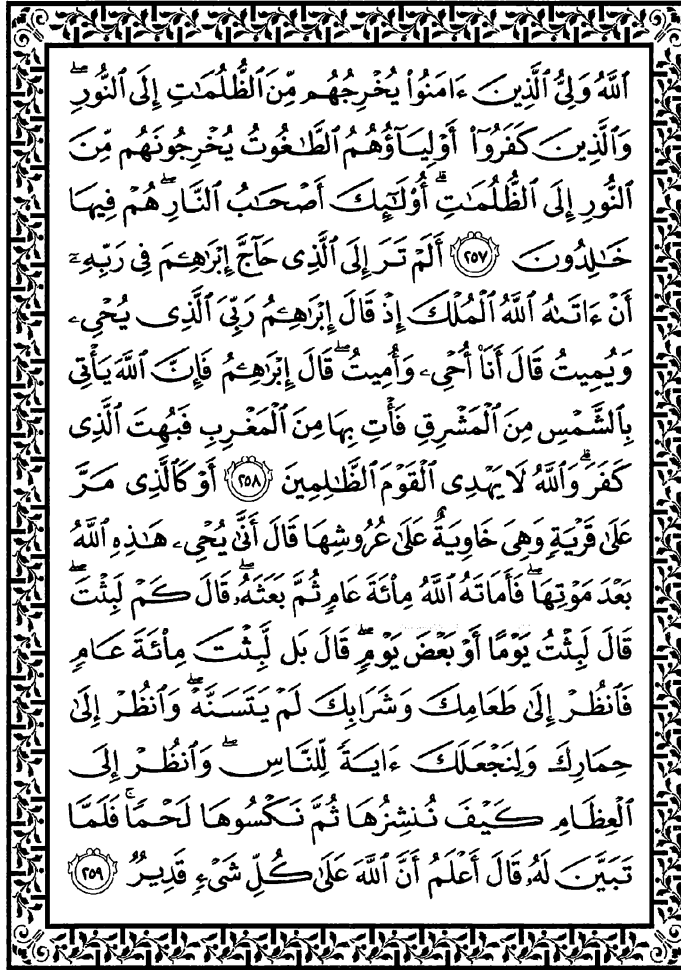 ٱللَّهُ وَلِىُّ ٱلَّذِينَ ءَامَنُوا۟ يُخْرِجُهُم مِّنَ ٱلظُّلُمَـٰتِ إِلَى ٱلنُّورِ ۖ
وَٱلَّذِينَ كَفَرُوٓا۟ أَوْلِيَآؤُهُمُ ٱلطَّـٰغُوتُ يُخْرِجُونَهُم مِّنَ
ٱلنُّورِ إِلَى ٱلظُّلُمَـٰتِ ۗ أُو۟لَـٰٓئِكَ أَصْحَـٰبُ ٱلنَّارِ ۖ هُمْ فِيهَا
خَـٰلِدُونَ ٢٥٧ أَلَمْ تَرَ إِلَى ٱلَّذِى حَآجَّ إِبْرَٰهِـۧمَ فِى رَبِّهِۦٓ
أَنْ ءَاتَىٰهُ ٱللَّهُ ٱلْمُلْكَ إِذْ قَالَ إِبْرَٰهِـۧمُ رَبِّىَ ٱلَّذِى يُحْىِۦ
وَيُمِيتُ قَالَ أَنَا۠ أُحْىِۦ وَأُمِيتُ ۖ قَالَ إِبْرَٰهِـۧمُ فَإِنَّ ٱللَّهَ يَأْتِى
بِٱلشَّمْسِ مِنَ ٱلْمَشْرِقِ فَأْتِ بِهَا مِنَ ٱلْمَغْرِبِ فَبُهِتَ ٱلَّذِى
كَفَرَ ۗ وَٱللَّهُ لَا يَهْدِى ٱلْقَوْمَ ٱلظَّـٰلِمِينَ ٢٥٨ أَوْ كَٱلَّذِى مَرَّ
عَلَىٰ قَرْيَةٍ وَهِىَ خَاوِيَةٌ عَلَىٰ عُرُوشِهَا قَالَ أَنَّىٰ يُحْىِۦ هَـٰذِهِ ٱللَّهُ
بَعْدَ مَوْتِهَا ۖ فَأَمَاتَهُ ٱللَّهُ مِا۟ئَةَ عَامٍ ثُمَّ بَعَثَهُۥ ۖ قَالَ كَمْ لَبِثْتَ ۖ
قَالَ لَبِثْتُ يَوْمًا أَوْ بَعْضَ يَوْمٍ ۖ قَالَ بَل لَّبِثْتَ مِا۟ئَةَ عَامٍ
فَٱنظُرْ إِلَىٰ طَعَامِكَ وَشَرَابِكَ لَمْ يَتَسَنَّهْ ۖ وَٱنظُرْ إِلَىٰ
حِمَارِكَ وَلِنَجْعَلَكَ ءَايَةً لِّلنَّاسِ ۖ وَٱنظُرْ إِلَى
ٱلْعِظَامِ كَيْفَ نُنشِزُهَا ثُمَّ نَكْسُوهَا لَحْمًا ۚ فَلَمَّا
تَبَيَّنَ لَهُۥ قَالَ أَعْلَمُ أَنَّ ٱللَّهَ عَلَىٰ كُلِّ شَىْءٍ قَدِيرٌ ٢٥٩